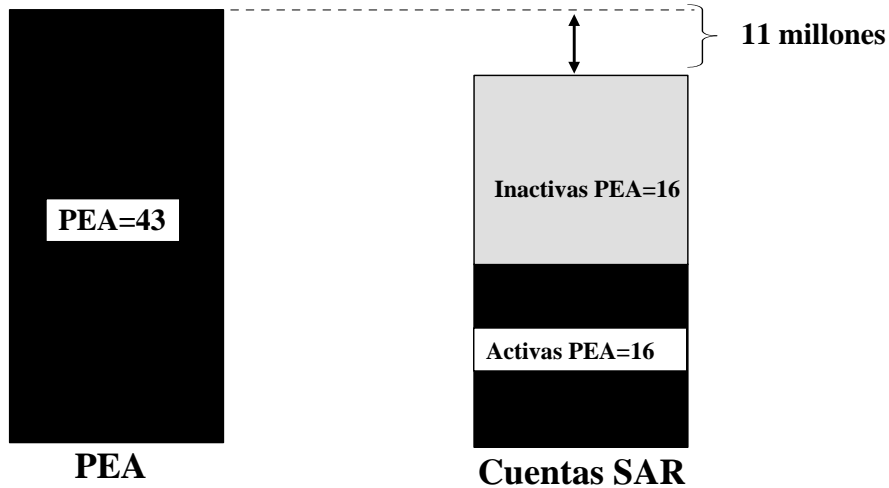 11 millones
Inactivas PEA=16
PEA=43
Activas PEA=16
PEA
Cuentas SAR